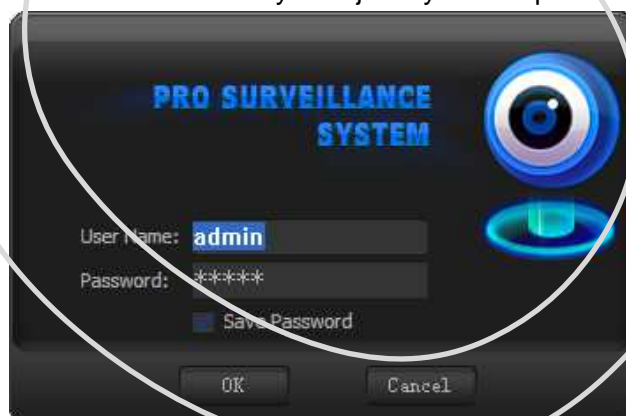 PRO SURVEILLANCE
SYSTEM
User Name: admin
Password: *****
Save Password
OK Cancel